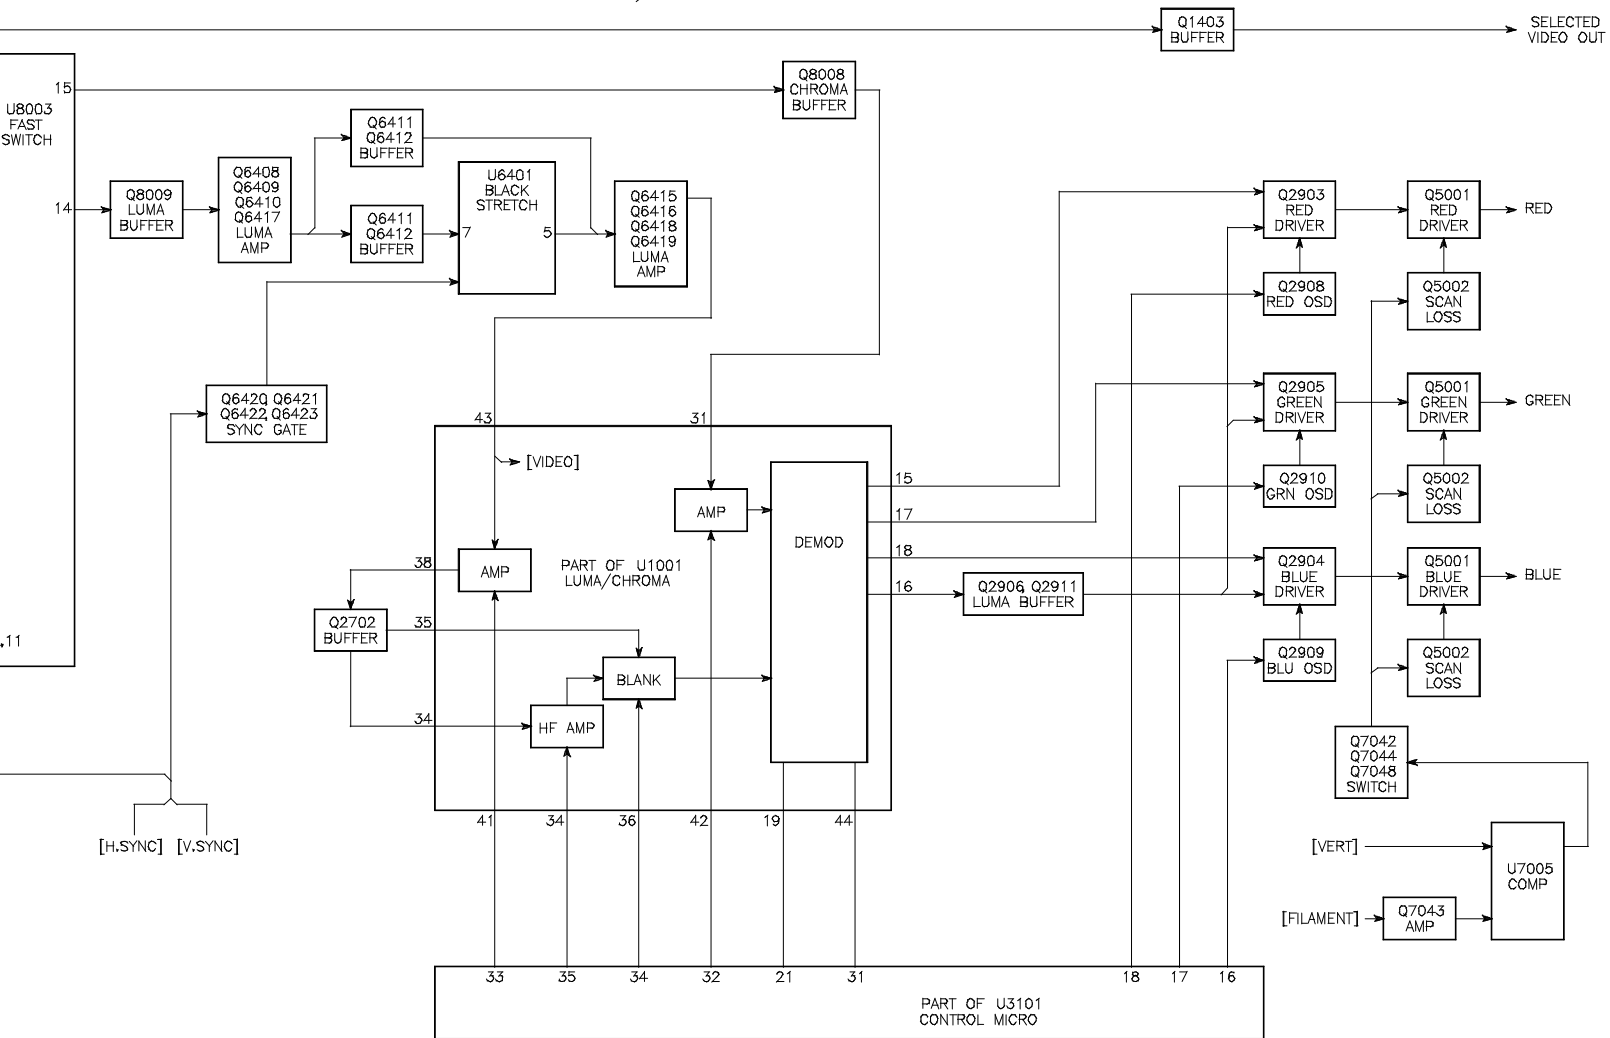 Q1403
BUFFER
SELECTED
VIDEO OUT
15
U8003
FAST
SWITCH
14
Q8008
CHROMA
BUFFER
Q8009
LUMA
BUFFER
Q6408
Q6409
Q6410
Q6417
LUMA
AMP
Q6411
Q6412
BUFFER
Q6411
Q6412
BUFFER
U6401
BLACK
STRETCH
7
5
Q6415
Q6416
Q6418
Q6419
LUMA
AMP
Q2903
RED
DRIVER
Q5001
RED
DRIVER
RED
Q2908
RED OSD
Q5002
SCAN
LOSS
Q6420, Q6421
Q6422, Q6423
SYNC GATE
Q2905
GREEN
DRIVER
Q5001
GREEN
DRIVER
GREEN
Q2910
GRN OSD
Q5002
SCAN
LOSS
43
31
[VIDEO]
AMP
DEMOD
15
17
18
16
38
AMP
PART OF U1001
LUMA/CHROMA
Q2906, Q2911
LUMA BUFFER
Q2904
BLUE
DRIVER
Q5001
BLUE
DRIVER
BLUE
Q2702
BUFFER
35
BLANK
Q2909
BLU OSD
Q5002
SCAN
LOSS
,11
34
HF AMP
Q7042
Q7044
Q7048
SWITCH
41
34
36
42
19
44
[H.SYNC] [V.SYNC]
[VERT]
U7005
COMP
[FILAMENT]
Q7043
AMP
33
35
34
32
21
31
18
17
16
PART OF U3101
CONTROL MICRO